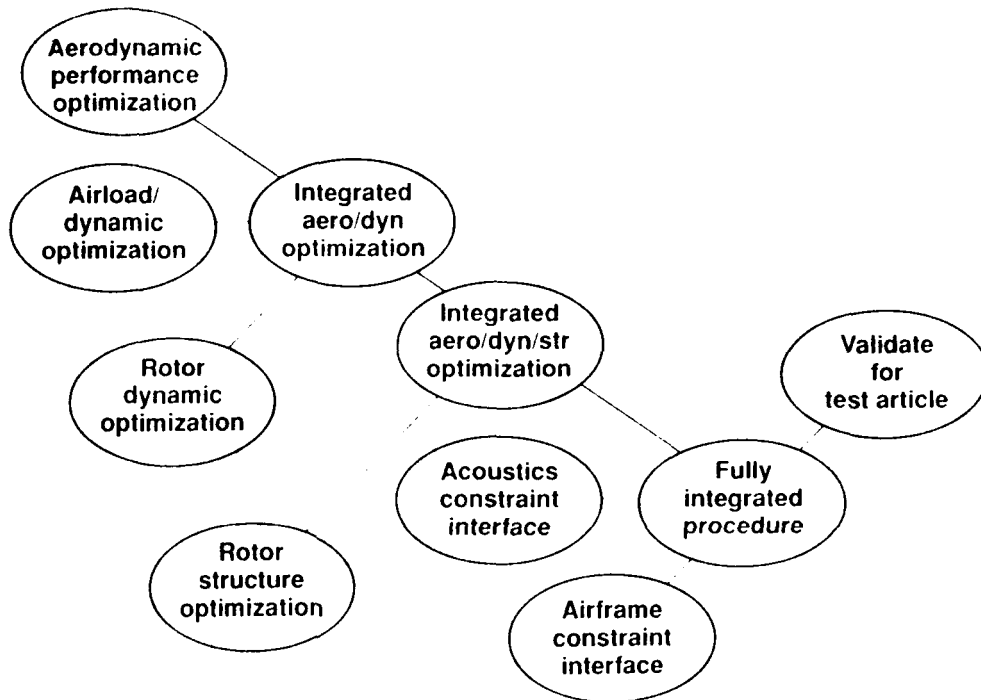 Aerodynamic
performance
optimization
Airload/
dynamic
optimization
Integrated
aero/dyn
optimization
Integrated
aero/dyn/str
optimization
Rotor
dynamic
optimization
Validate
for
test article
Acoustics
constraint
interface
Fully
integrated
procedure
Rotor
structure
optimization
Airframe
constraint
interface